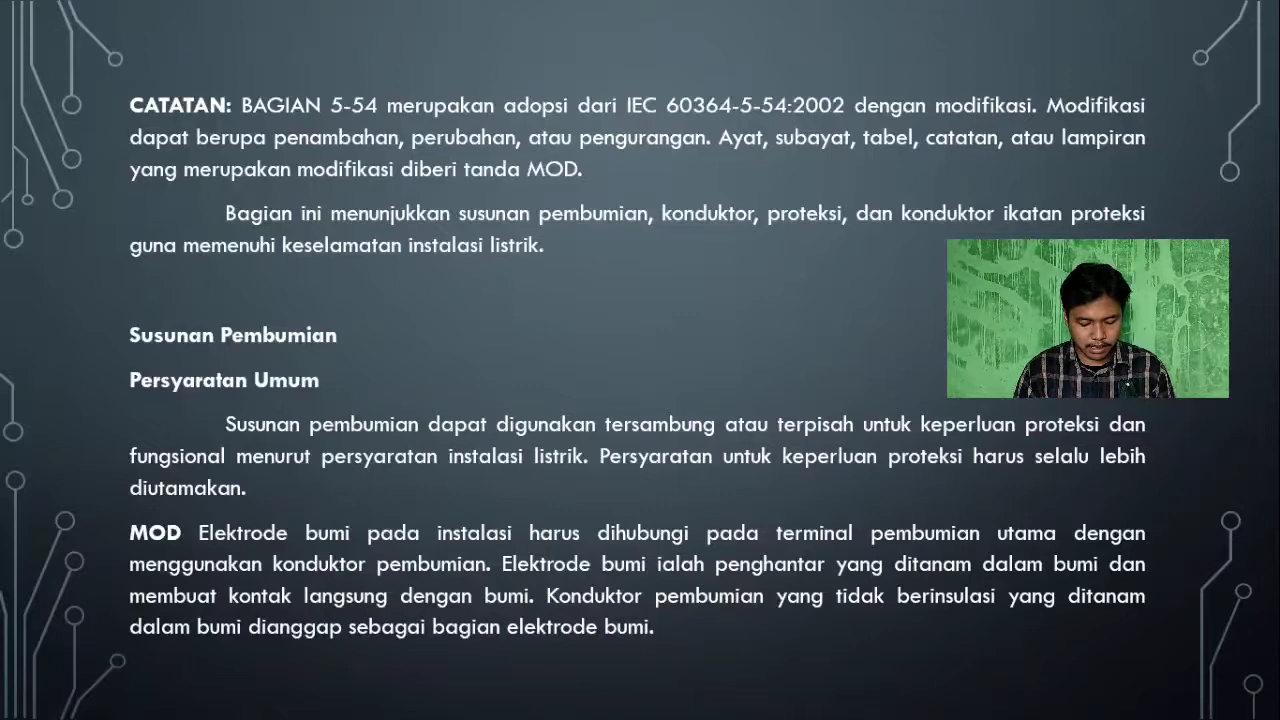 CATATAN: BAGIAN 5-54 merupakan adopsi dari IEC 60364-5-54:2002 dengan modifikasi. Modifikasi
dapat berupa penambahan, perubahan, atau pengurangan. Ayat, subayat, tabel, catatan, atau lampiran
yang merupakan modifikasi diberi tanda MOD.
Bagian ini menunjukkan susunan pembumian, konduktor, proteksi, dan konduktor ikatan proteksi
guna memenuhi keselamatan instalasi listrik.
Susunan Pembumian
Persyaratan Umum
Susunan pembumian dapat digunakan tersambung atau terpisah untuk keperluan proteksi dan
fungsional menurut persyaratan instalasi listrik. Persyaratan untuk keperluan proteksi harus selalu lebih
diutamakan.
MOD Elektrode bumi pada instalasi harus dihubungi pada terminal pembumian utama dengan
menggunakan konduktor pembumian. Elektrode bumi ialah penghantar yang ditanam dalam bumi dan
membuat kontak langsung dengan bumi. Konduktor pembumian yang tidak berinsulasi yang ditanam
dalam bumi dianggap sebagai bagian elektrode bumi.